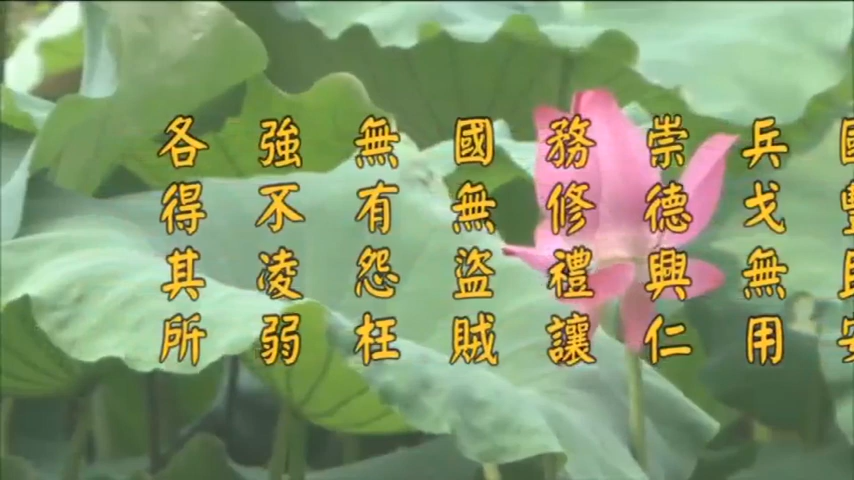 兵戈無用
崇德興仁
務修禮讓
國無盜賊
無有怨枉
強不凌弱
各得其所